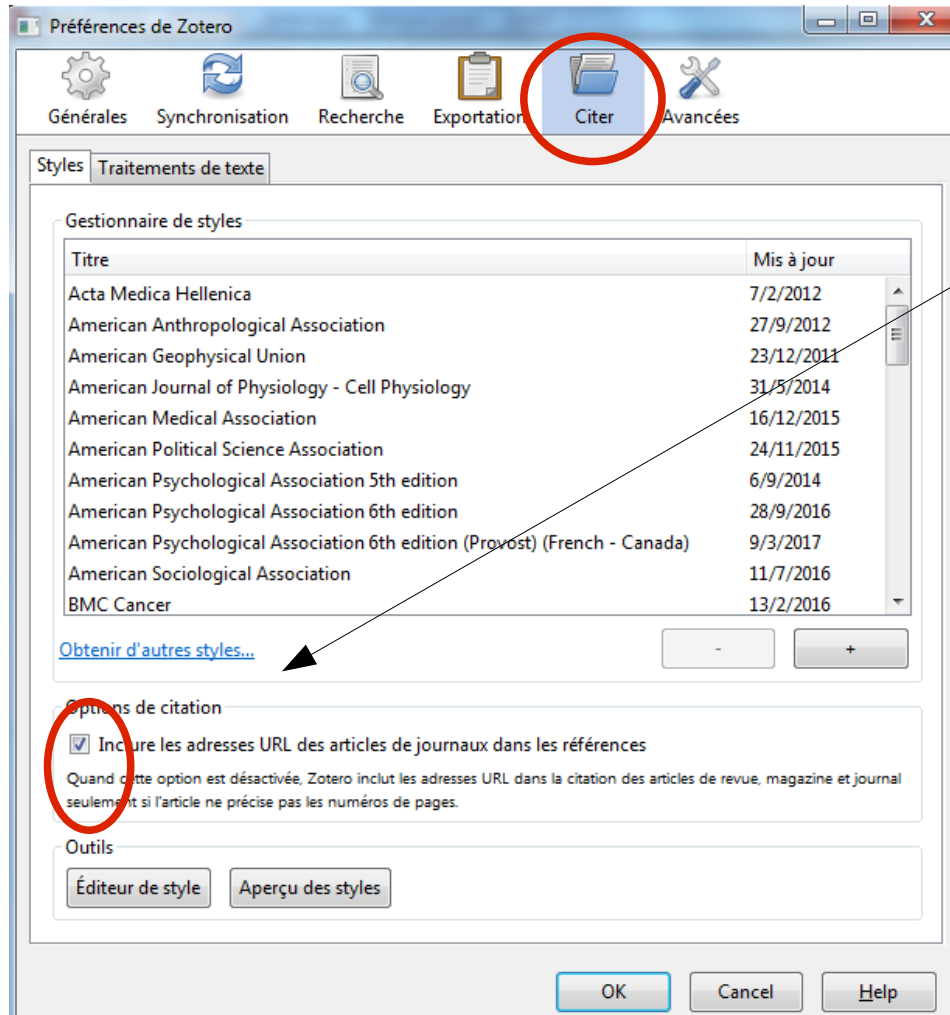 Préférences de Zotero
Générales Synchronisation Recherche Exportation Citer Avancées
Styles Traitements de texte
Gestionnaire de styles
Titre Mis à jour
Acta Medica Hellenica 7/2/2012
American Anthropological Association 27/9/2012
American Geophysical Union 23/12/2011
American Journal of Physiology - Cell Physiology 31/5/2014
American Medical Association 16/12/2015
American Political Science Association 24/11/2015
American Psychological Association 5th edition 6/9/2014
American Psychological Association 6th edition 28/9/2016
American Psychological Association 6th edition (Provost) (French - Canada) 9/3/2017
American Sociological Association 11/7/2016
BMC Cancer 13/2/2016
Obtenir d'autres styles... - +
Options de citation
Inclure les adresses URL des articles de journaux dans les références
Quand cette option est désactivée, Zotero inclut les adresses URL dans la citation des articles de revue, magazine et journal
seulement si l'article ne précise pas les numéros de pages.
Outils
Éditeur de style Aperçu des styles
OK Cancel Help